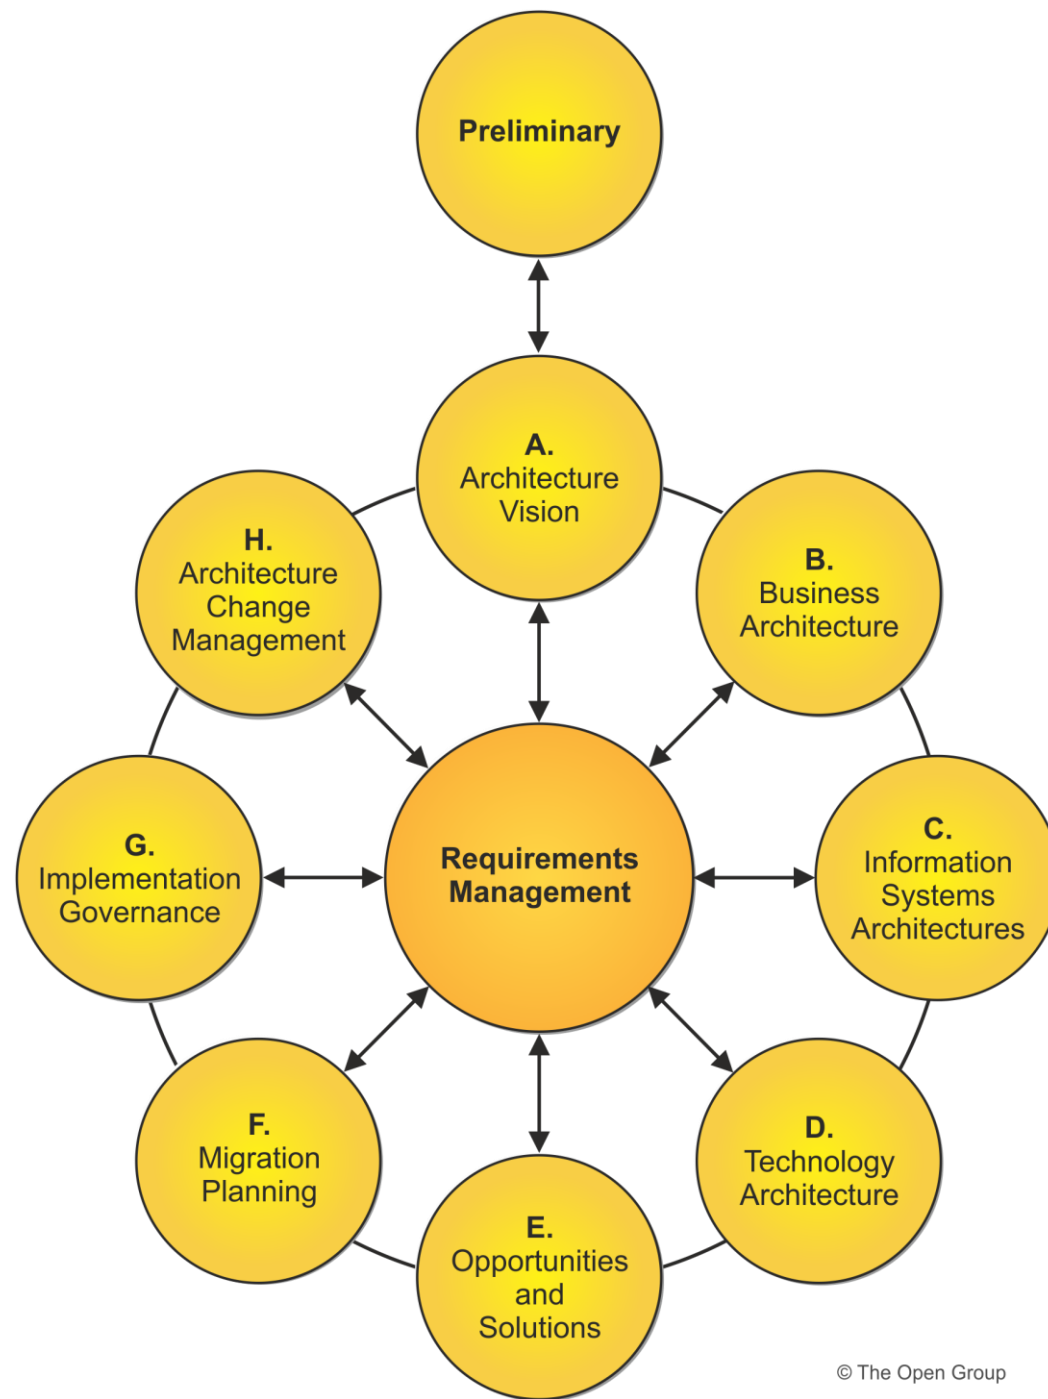 Preliminary
A.
Architecture
Vision
B.
Business
Architecture
C.
Information
Systems
Architectures
D.
Technology
Architecture
E.
Opportunities
and
Solutions
F.
Migration
Planning
G.
Implementation
Governance
H.
Architecture
Change
Management
Requirements
Management
© The Open Group